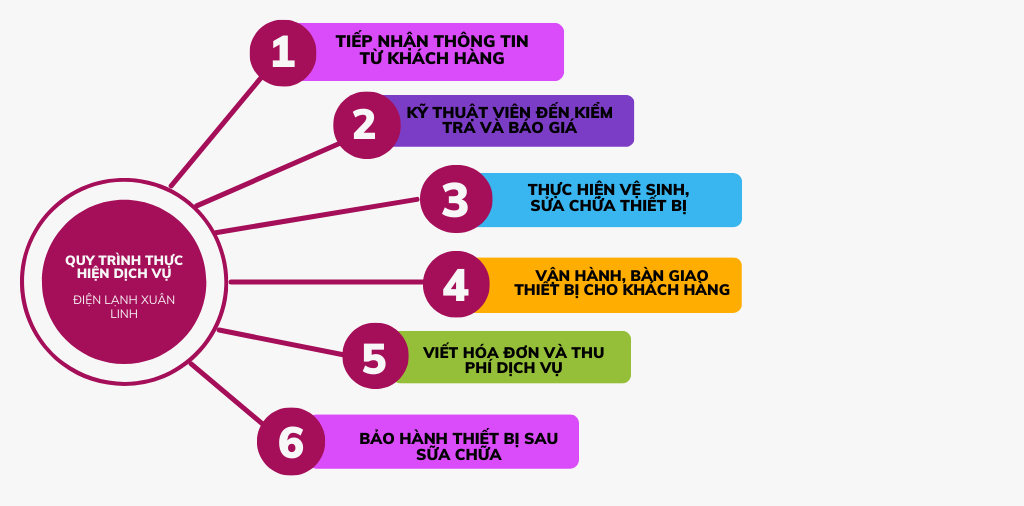 1
TIẾP NHẬN THÔNG TIN
TỪ KHÁCH HÀNG
2
KỸ THUẬT VIÊN ĐẾN KIỂM
TRA VÀ BÁO GIÁ
3
THỰC HIỆN VỆ SINH,
SỬA CHỮA THIẾT BỊ
QUY TRÌNH THỰC
HIỆN DỊCH VỤ
ĐIỆN LẠNH XUÂN
LINH
4
VẬN HÀNH, BÀN GIAO
THIẾT BỊ CHO KHÁCH HÀNG
5
VIẾT HÓA ĐƠN VÀ THU
PHÍ DỊCH VỤ
6
BẢO HÀNH THIẾT BỊ SAU
SỮA CHỮA